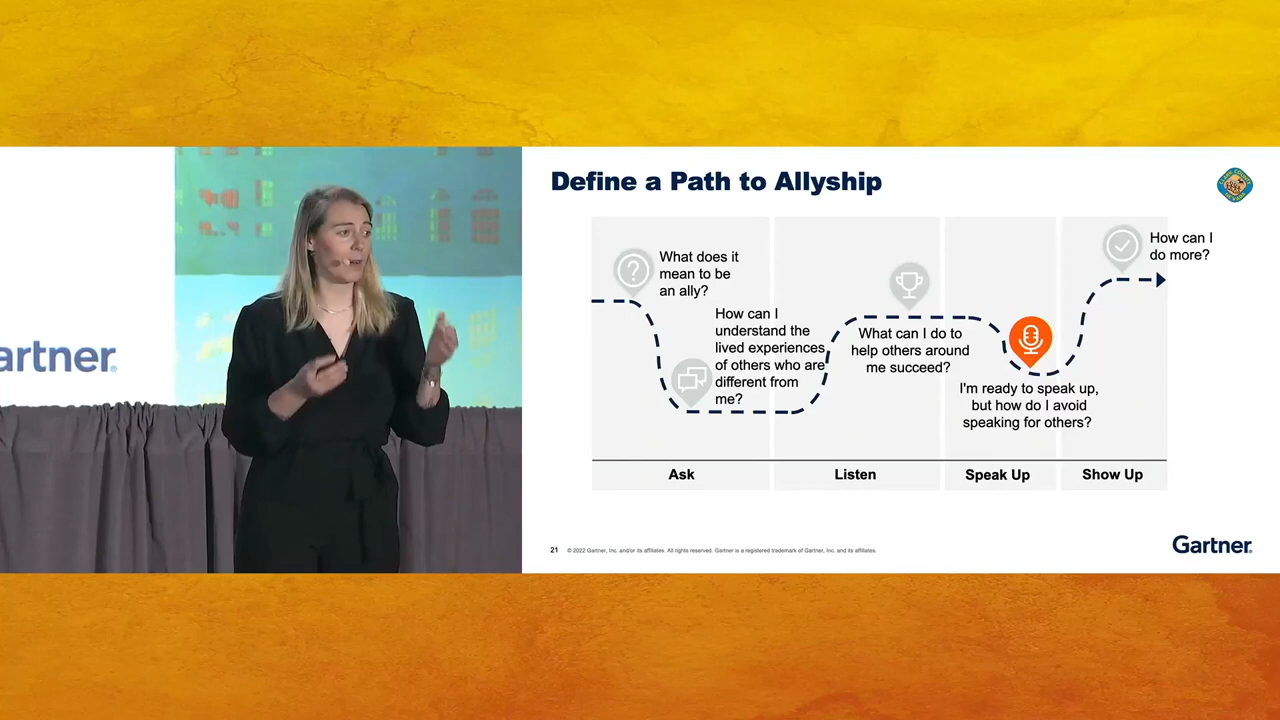 artner®
Define a Path to Allyship
What does it
mean to be
an ally?
How can I
understand the
lived experiences
of others who are
different from
me?
What can I do to
help others around
me succeed?
I'm ready to speak up,
but how do I avoid
speaking for others?
How can I
do more?
Ask
Listen
Speak Up
Show Up
21 © 2022 Gartner, Inc. and/or its affiliates. All rights reserved. Gartner is a registered trademark of Gartner, Inc. and its affiliates.
Gartner®